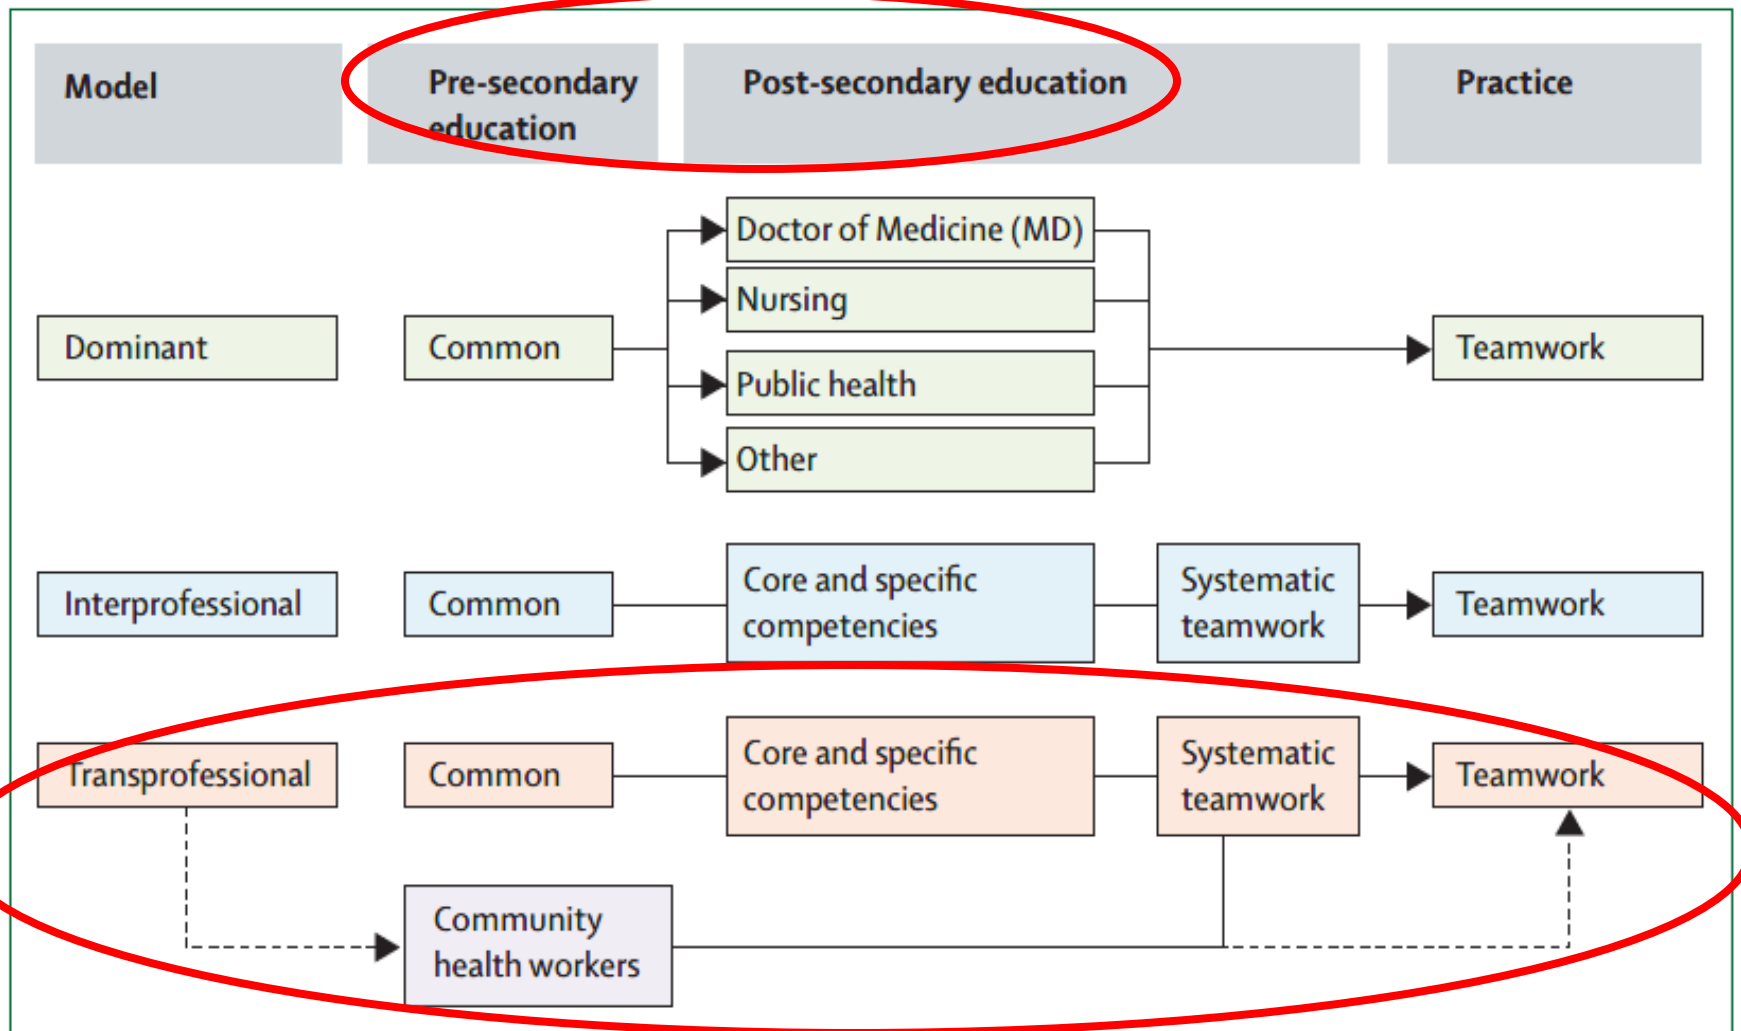 Model
Pre-secondary
education
Post-secondary education
Practice
Dominant
Common
Doctor of Medicine (MD)
Nursing
Public health
Other
Teamwork
Interprofessional
Common
Core and specific
competencies
Systematic
teamwork
Teamwork
Transprofessional
Common
Core and specific
competencies
Systematic
teamwork
Teamwork
Community
health workers